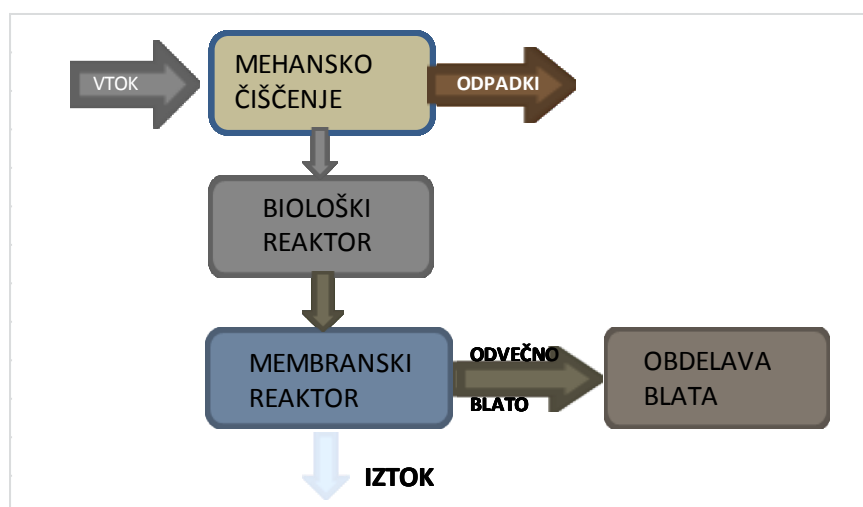 VTOK
MEHANSKO
ČIŠČENJE
ODPADKI
BIOLOŠKI
REAKTOR
MEMBRANSKI
REAKTOR
ODVEČNO
BLATO
OBDELAVA
BLATA
IZTOK